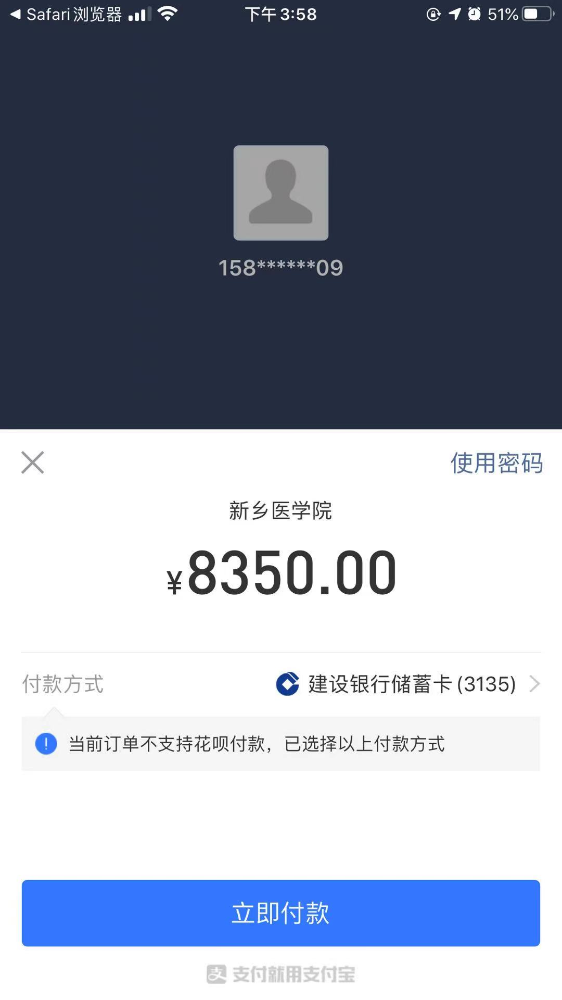 Safari浏览器 下午3:58 51%
158******09
使用密码
新乡医学院
¥8350.00
付款方式 建设银行储蓄卡(3135)
当前订单不支持花呗付款，已选择以上付款方式
立即付款
支 支付就用支付宝